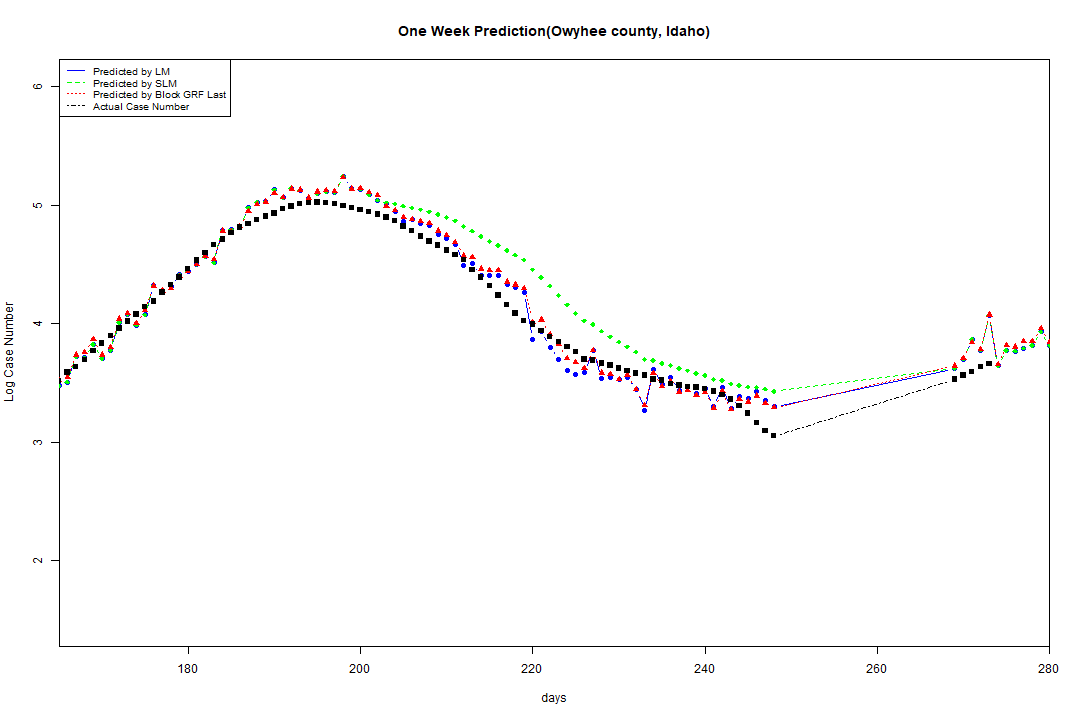 One Week Prediction(Owyhee county, Idaho)
Predicted by LM
Predicted by SLM
Predicted by Block GRF Last
Actual Case Number
6
5
4
3
2
Log Case Number
180
200
220
240
260
280
days